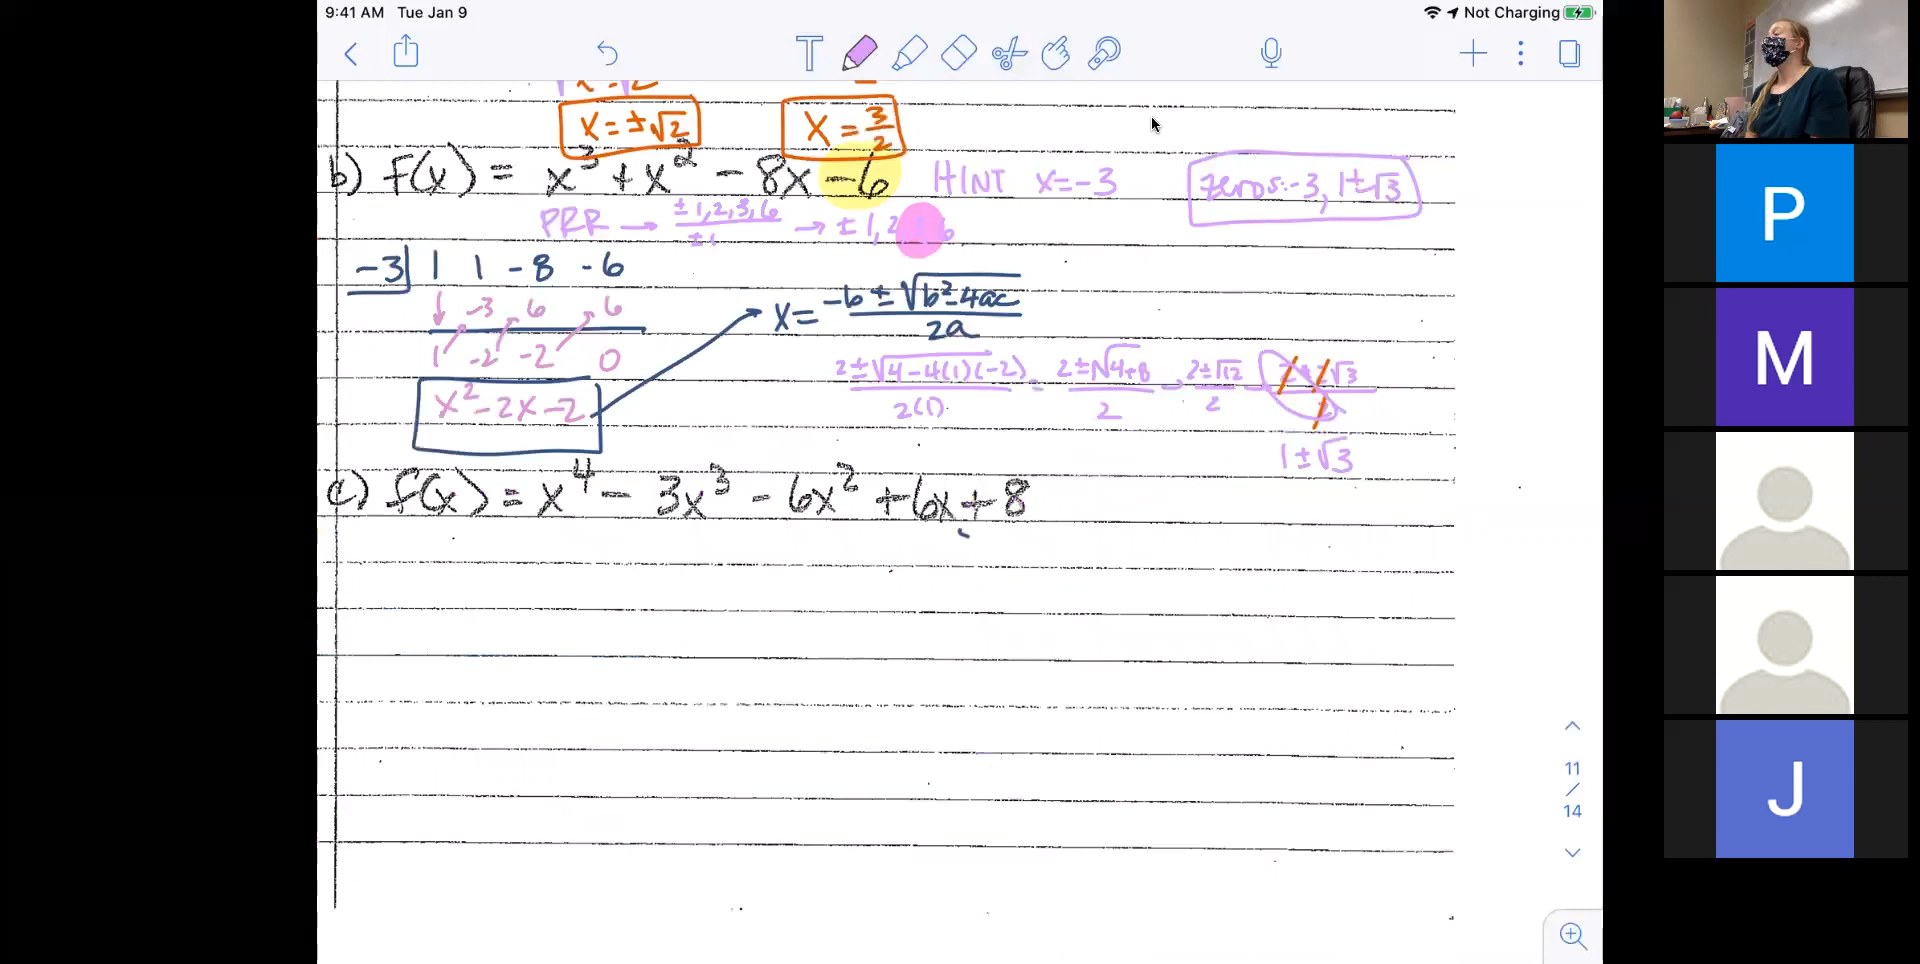 9:41 AM Tue Jan 9
Not Charging
T
x = ±√2
x = 3/2
b) f(x) = x³ + x² - 8x - 6
HINT x = -3
zeros: -3, 1±√3
PRR → ±1,2,3,6 / ±1 → ±1,2 6
-3| 1 1 -8 -6
-3 6 6
1 -2 -2 0
x = -b ± √b²-4ac / 2a
2±√4-4(1)(-2) / 2(1) = 2±√4+8 / 2 → 2±√12 / 2
x² - 2x - 2
1±√3
c) f(x) = x⁴ - 3x³ - 6x² + 6x + 8
11
/
14
P
M
J